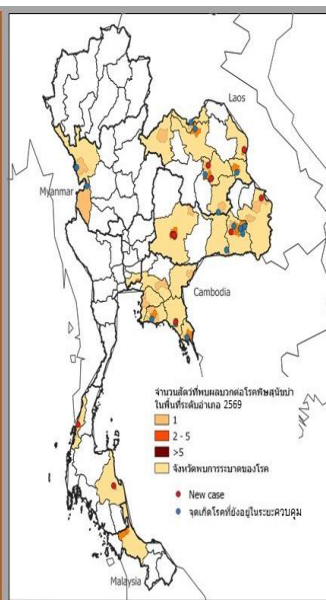 Laos
Myanmar
Cambodia
จำนวนสัตว์ที่พบผลบวกต่อโรคพิษสุนัขบ้า
ในพื้นที่ระดับอำเภอ 2569
1
2 - 5
>5
จังหวัดพบการระบาดของโรค
New case
จุดเกิดโรคที่ยังอยู่ในระยะควบคุม
Malaysia